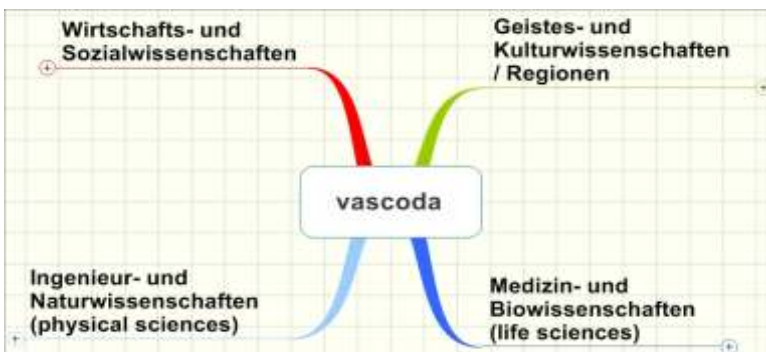 Wirtschafts- und
Sozialwissenschaften
Geistes- und
Kulturwissenschaften
/ Regionen
vascoda
Ingenieur- und
Naturwissenschaften
(physical sciences)
Medizin- und
Biowissenschaften
(life sciences)